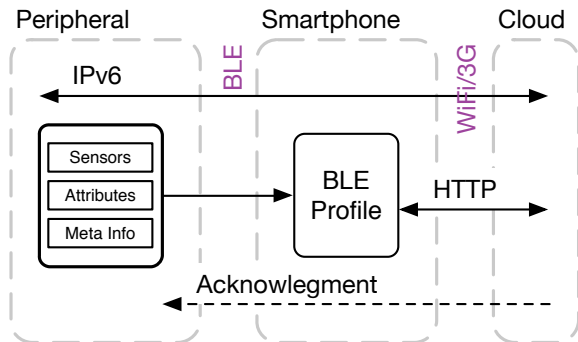 Peripheral
Smartphone
Cloud
IPv6
BLE
WiFi/3G
Sensors
Attributes
Meta Info
BLE
Profile
HTTP
Acknowlegment